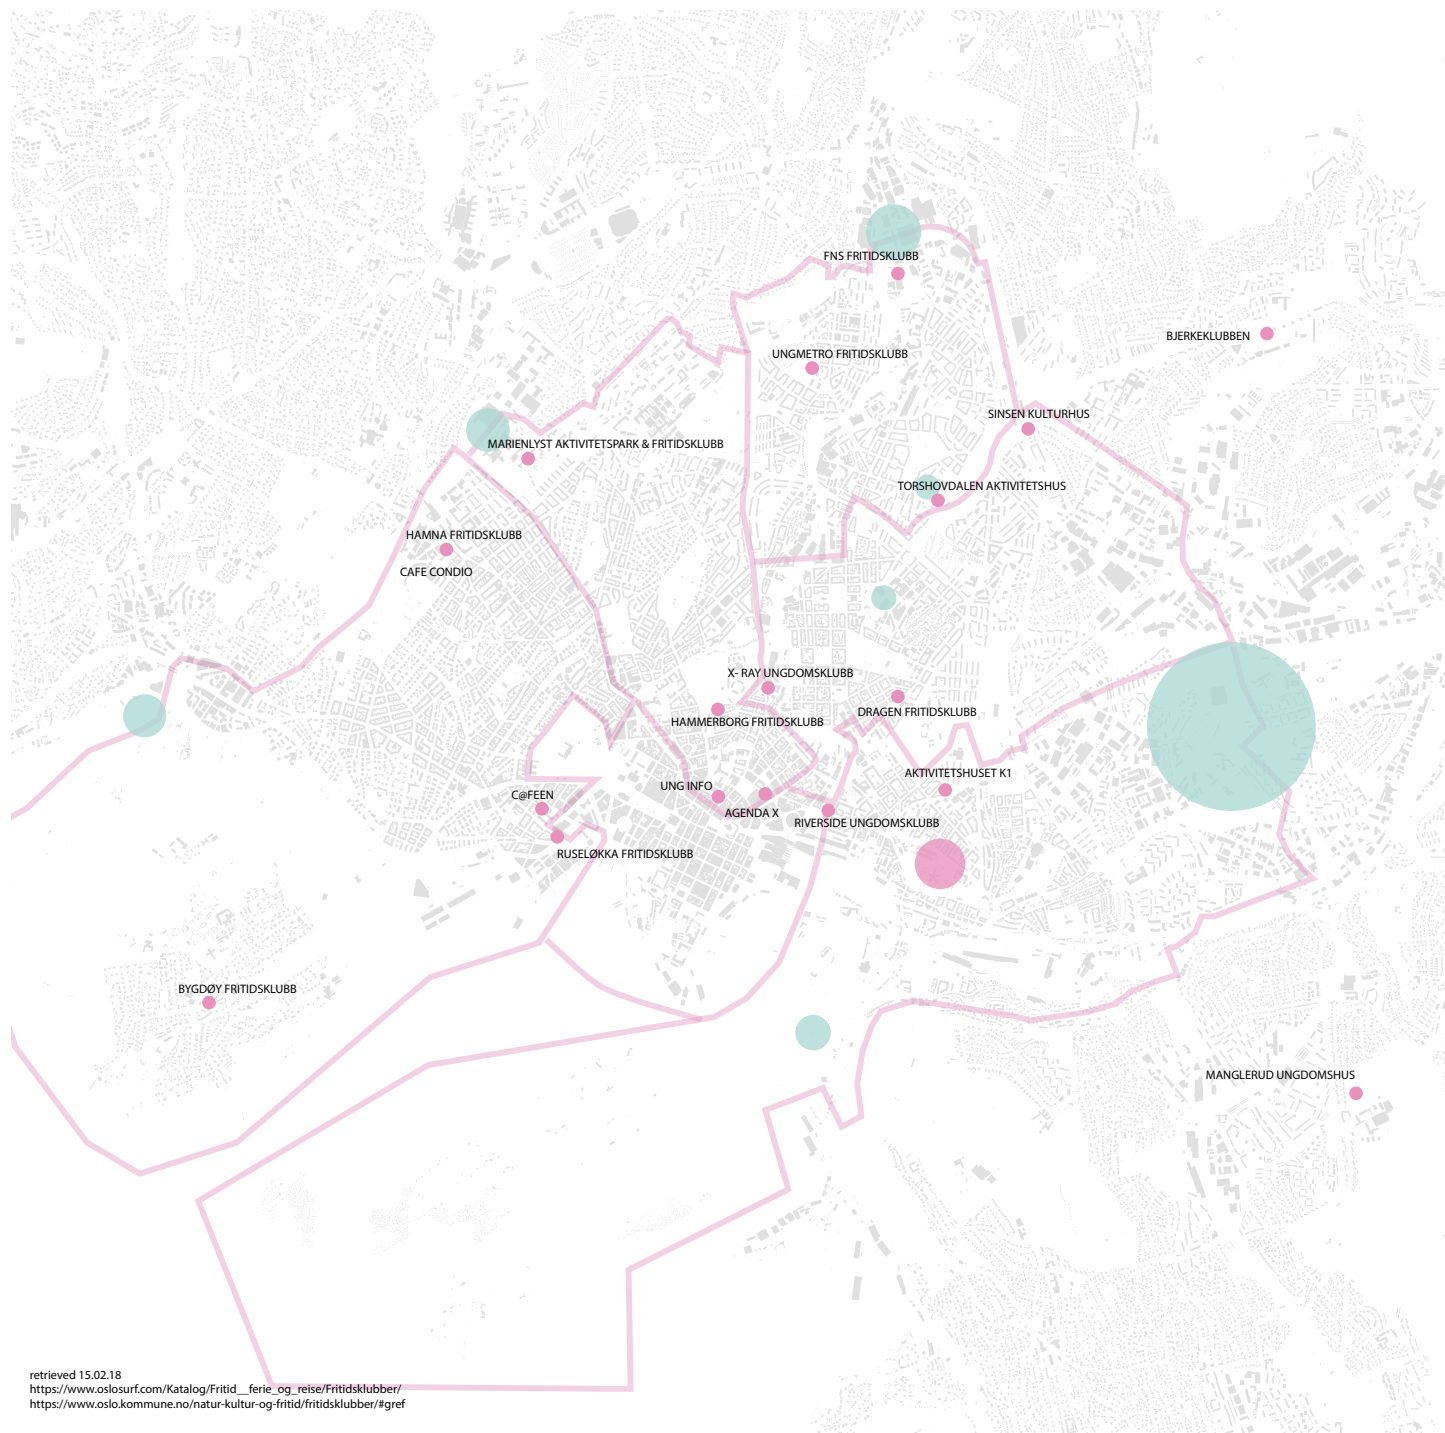 FNS FRITIDSKLUBB
BJERKEKLUBBEN
UNGMETRO FRITIDSKLUBB
SINSEN KULTURHUS
MARIENLYST AKTIVITETSPARK & FRITIDSKLUBB
TORSHOVDALEN AKTIVITETSHUS
HAMNA FRITIDSKLUBB
CAFE CONDIO
X- RAY UNGDOMSKLUBB
DRAGEN FRITIDSKLUBB
HAMMERBORG FRITIDSKLUBB
AKTIVITETSHUSET K1
UNG INFO
C@FEEN
AGENDA X
RIVERSIDE UNGDOMSKLUBB
RUSELØKKA FRITIDSKLUBB
BYGDØY FRITIDSKLUBB
MANGLERUD UNGDOMSHUS
retrieved 15.02.18
https://www.oslosurf.com/Katalog/Fritid__ferie_og_reise/Fritidsklubber/
https://www.oslo.kommune.no/natur-kultur-og-fritid/fritidsklubber/#gref